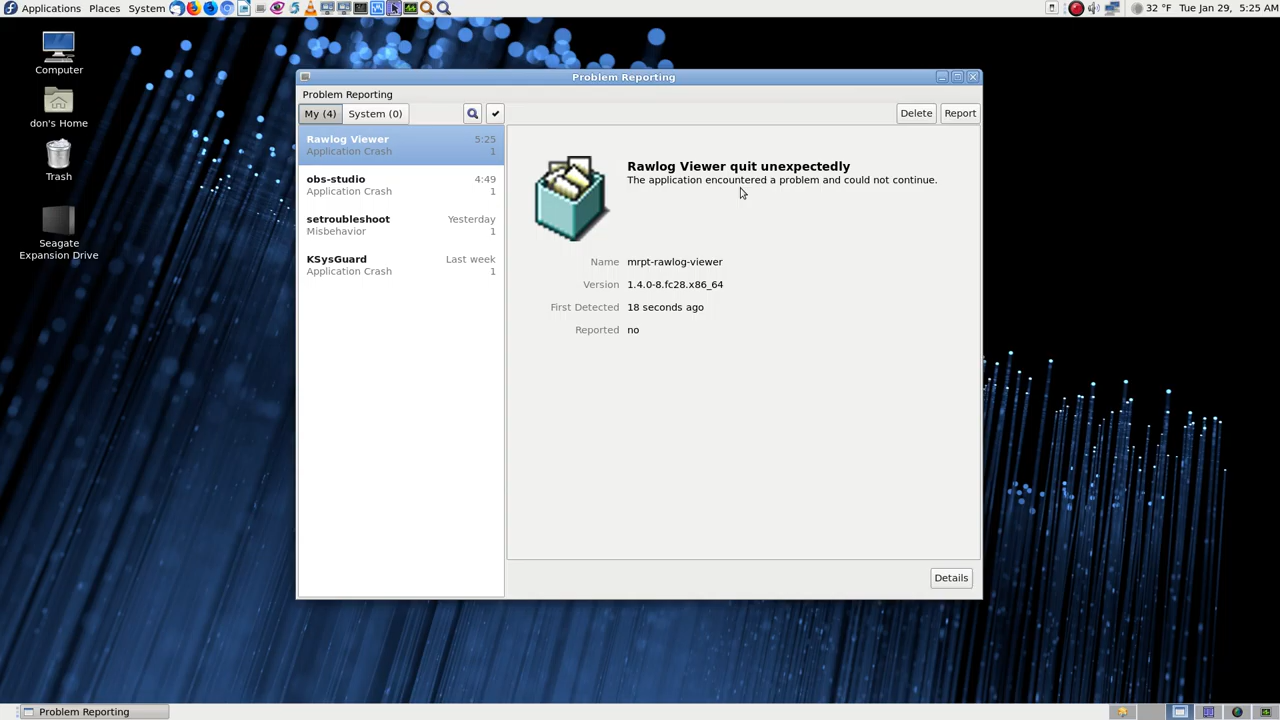 Applications Places System
32 °F Tue Jan 29, 5:25 AM
Computer
don's Home
Trash
Seagate
Expansion Drive
Problem Reporting
Problem Reporting
My (4) System (0)
Delete Report
Rawlog Viewer 5:25
Application Crash 1
obs-studio 4:49
Application Crash 1
setroubleshoot Yesterday
Misbehavior 1
KSysGuard Last week
Application Crash 1
Rawlog Viewer quit unexpectedly
The application encountered a problem and could not continue.
Name mrpt-rawlog-viewer
Version 1.4.0-8.fc28.x86_64
First Detected 18 seconds ago
Reported no
Details
Problem Reporting